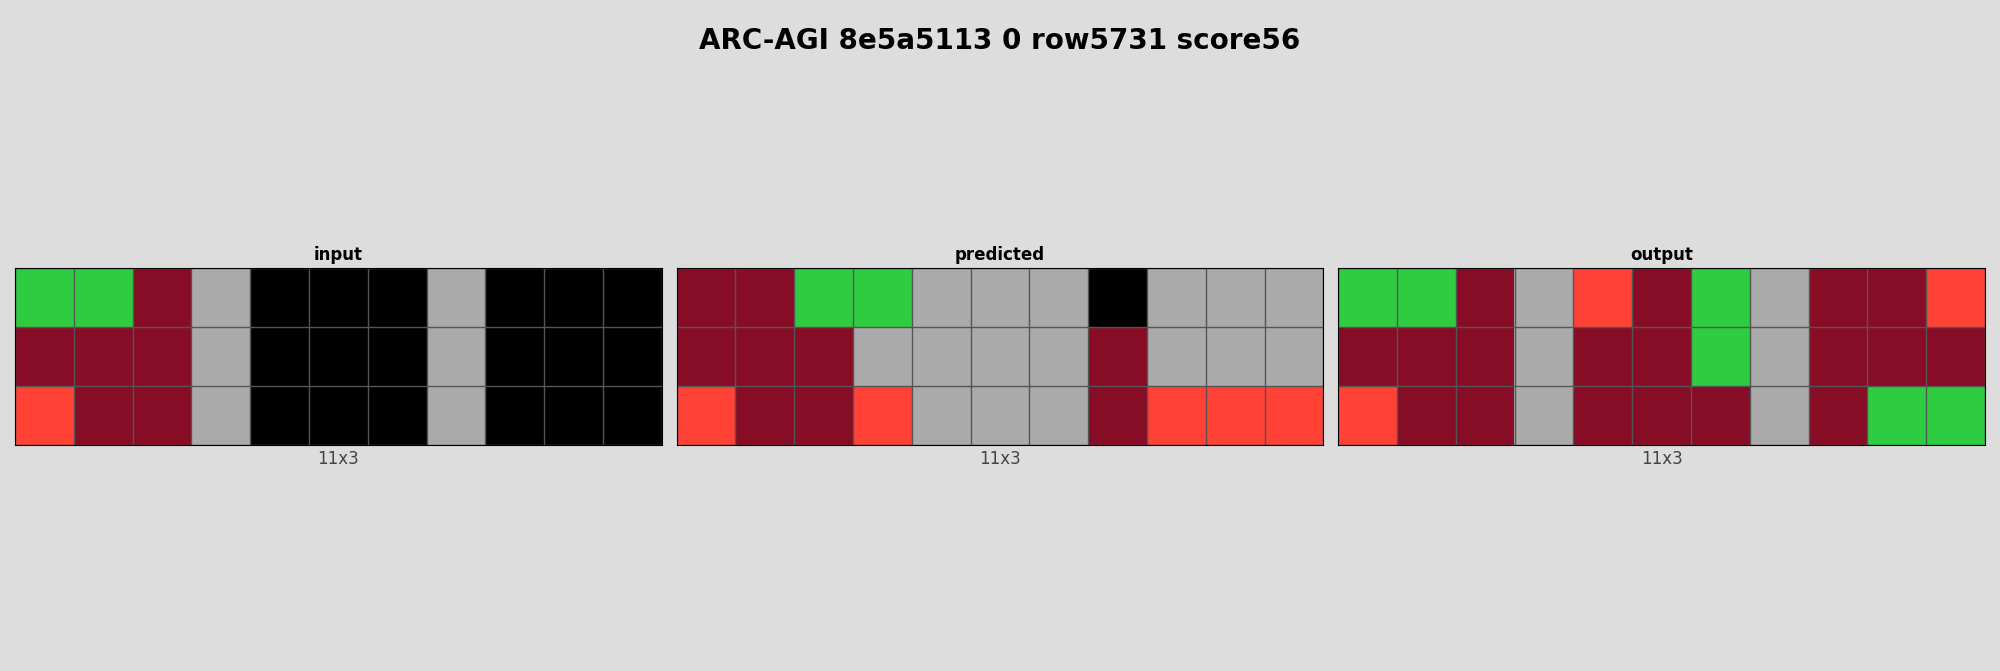 ARC-AGI 8e5a5113 0 row5731 score56
input
predicted
output
11x3
11x3
11x3